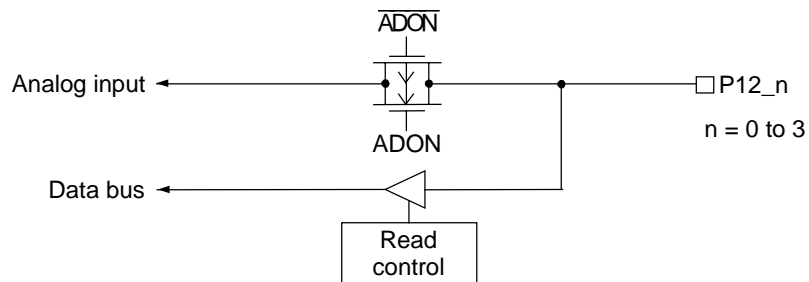 ADON
Analog input
P12_n
n = 0 to 3
ADON
Data bus
Read
control